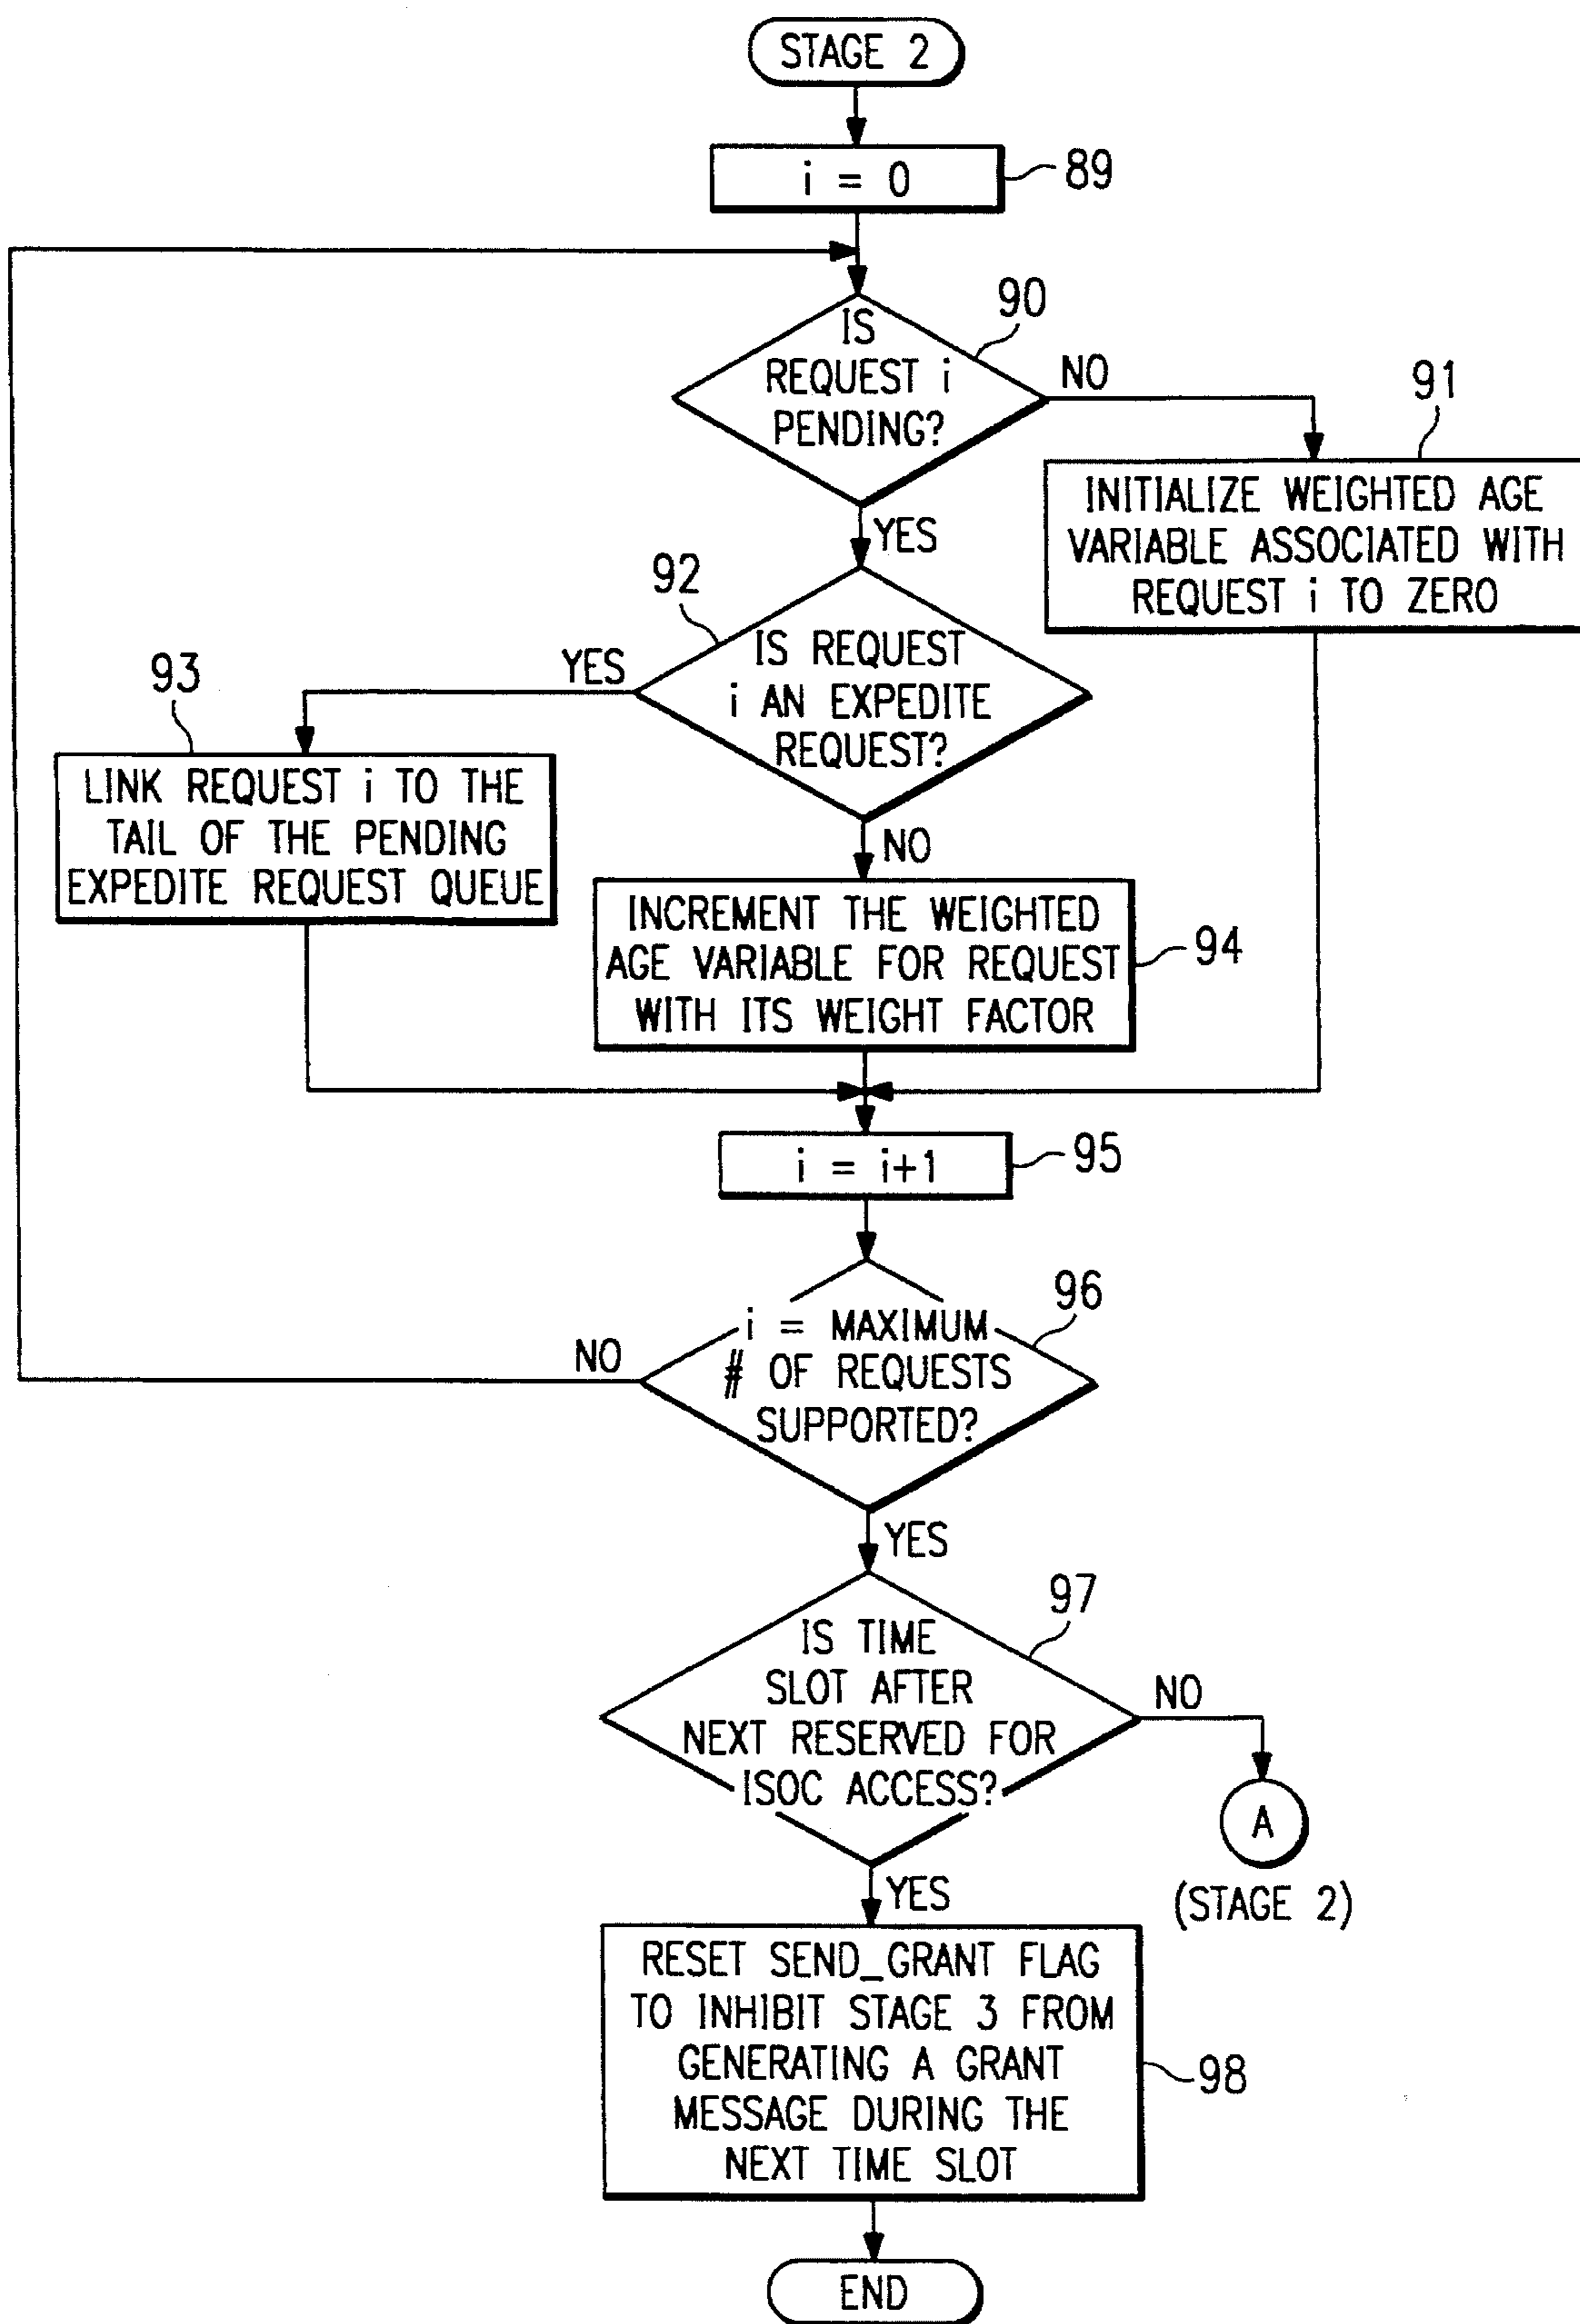 STAGE 2
i = 0
89
IS
REQUEST i
PENDING?
90
NO
91
INITIALIZE WEIGHTED AGE
VARIABLE ASSOCIATED WITH
REQUEST i TO ZERO
YES
92
IS REQUEST
i AN EXPEDITE
REQUEST?
YES
93
LINK REQUEST i TO THE
TAIL OF THE PENDING
EXPEDITE REQUEST QUEUE
NO
INCREMENT THE WEIGHTED
AGE VARIABLE FOR REQUEST
WITH ITS WEIGHT FACTOR
94
i = i+1
95
i = MAXIMUM
# OF REQUESTS
SUPPORTED?
96
NO
YES
IS TIME
SLOT AFTER
NEXT RESERVED FOR
ISOC ACCESS?
97
NO
A
(STAGE 2)
YES
RESET SEND_GRANT FLAG
TO INHIBIT STAGE 3 FROM
GENERATING A GRANT
MESSAGE DURING THE
NEXT TIME SLOT
98
END